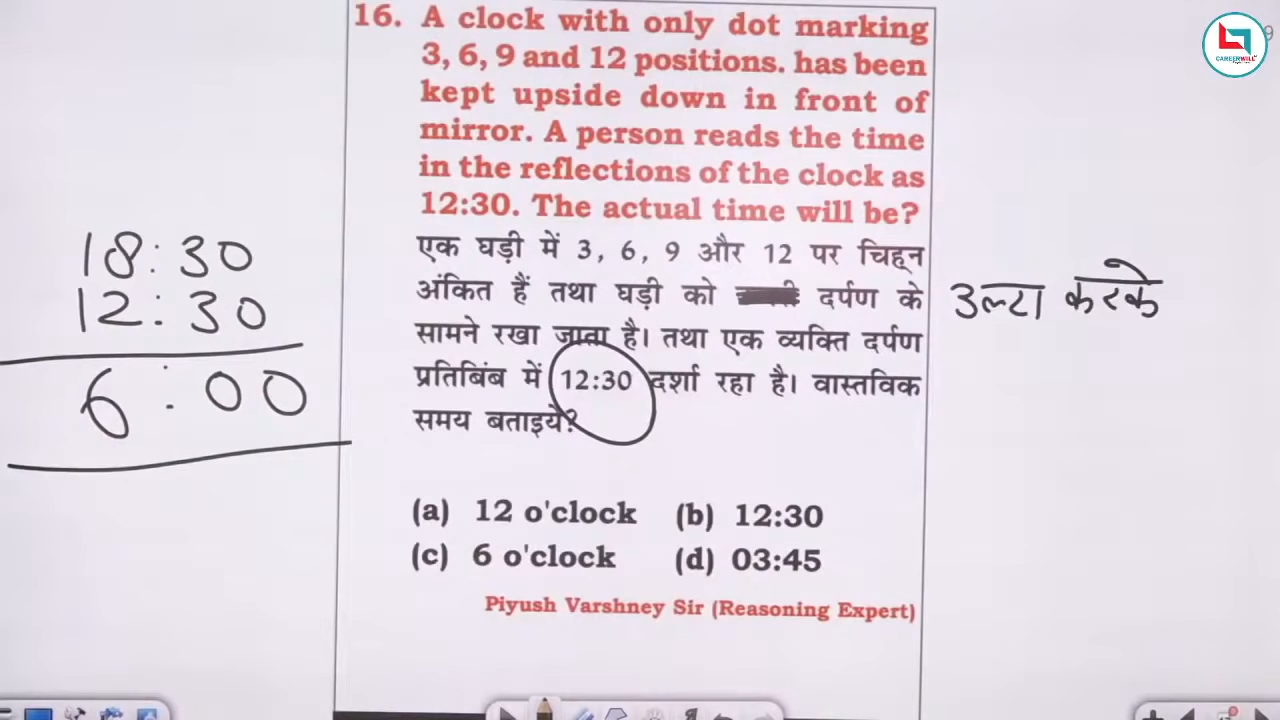 16. A clock with only dot marking
3, 6, 9 and 12 positions. has been
kept upside down in front of
mirror. A person reads the time
in the reflections of the clock as
12:30. The actual time will be?
एक घड़ी में 3, 6, 9 और 12 पर चिह्न
अंकित हैं तथा घड़ी को दर्पण के
सामने रखा जाता है। तथा एक व्यक्ति दर्पण
प्रतिबिंब में 12:30 दर्शा रहा है। वास्तविक
समय बताइये?
(a) 12 o'clock (b) 12:30
(c) 6 o'clock (d) 03:45
Piyush Varshney Sir (Reasoning Expert)
18:30
12:30
6:00
उल्टा करके
CAREERWILL
9